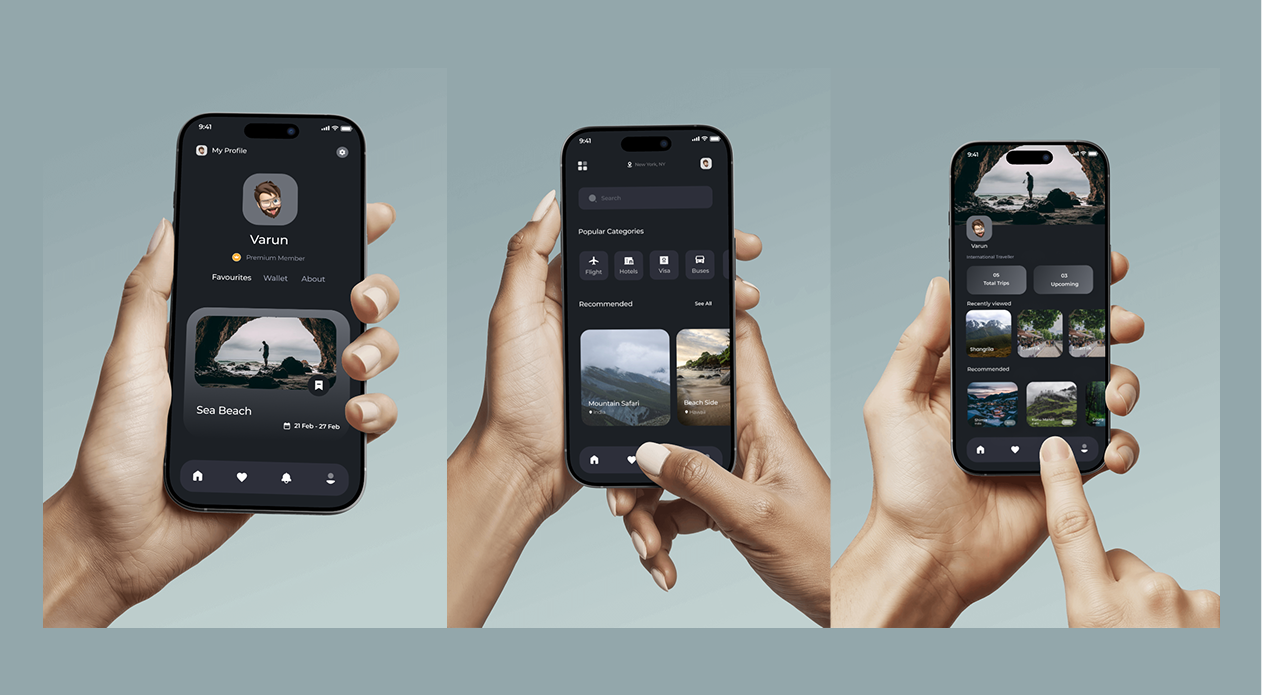 9:41
My Profile
Varun
Premium Member
Favourites Wallet About
Sea Beach
21 Feb - 27 Feb
9:41
New York, NY
Search
Popular Categories
Flight Hotels Visa Buses
Recommended See All
Mountain Safari
India
Beach Side
Hawaii
9:41
Varun
International Traveller
05
Total Trips
03
Upcoming
Recently viewed
Shangrila
Recommended